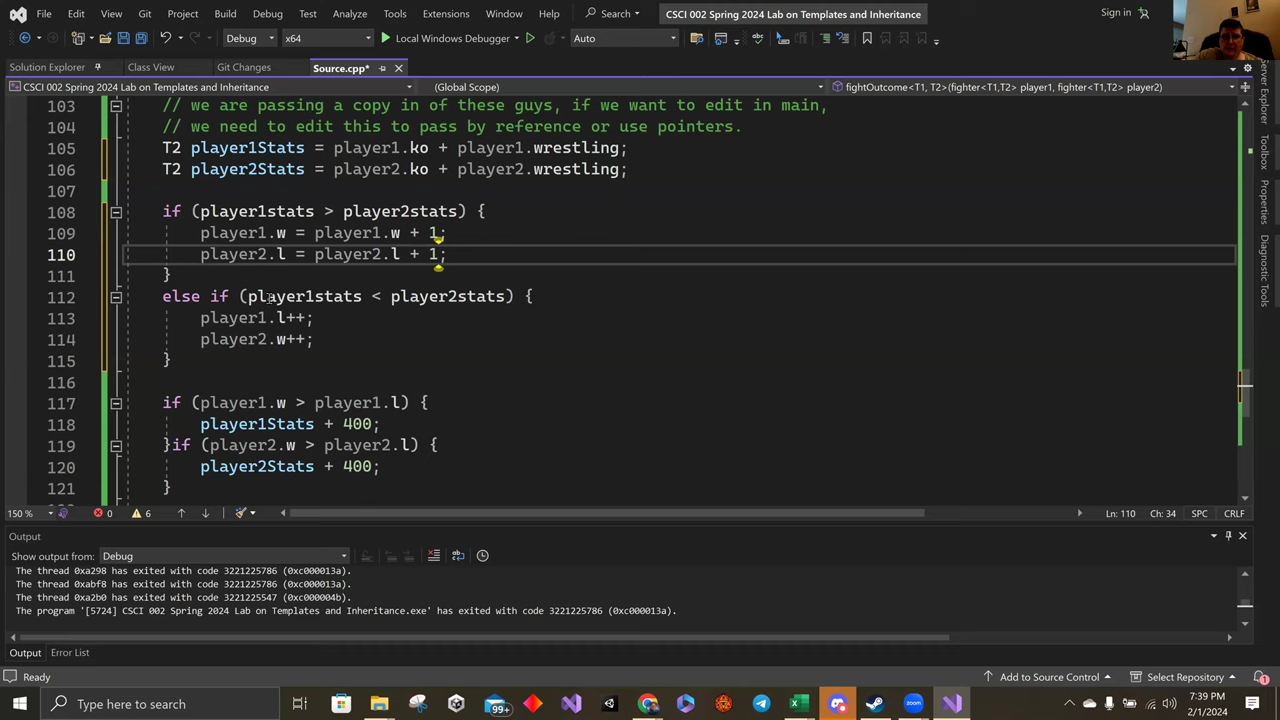 File Edit View Git Project Build Debug Test Analyze Tools Extensions Window Help Search CSCI 002 Spring 2024 Lab on Templates and Inheritance Sign in
Debug x64 Local Windows Debugger Auto
Solution Explorer Class View Git Changes Source.cpp*
CSCI 002 Spring 2024 Lab on Templates and Inheritance (Global Scope) fightOutcome<T1, T2>(fighter<T1,T2> player1, fighter<T1,T2> player2)
103 // we are passing a copy in of these guys, if we want to edit in main,
104 // we need to edit this to pass by reference or use pointers.
105 T2 player1Stats = player1.ko + player1.wrestling;
106 T2 player2Stats = player2.ko + player2.wrestling;
107
108 if (player1stats > player2stats) {
109 player1.w = player1.w + 1;
110 player2.l = player2.l + 1;
111 }
112 else if (player1stats < player2stats) {
113 player1.l++;
114 player2.w++;
115 }
116
117 if (player1.w > player1.l) {
118 player1Stats + 400;
119 }if (player2.w > player2.l) {
120 player2Stats + 400;
121 }
150 % 0 6 Ln: 110 Ch: 34 SPC CRLF
Output
Show output from: Debug
The thread 0xa298 has exited with code 3221225786 (0xc000013a).
The thread 0xabf8 has exited with code 3221225786 (0xc000013a).
The thread 0xa2b0 has exited with code 3221225547 (0xc000004b).
The program '[5724] CSCI 002 Spring 2024 Lab on Templates and Inheritance.exe' has exited with code 3221225786 (0xc000013a).
Output Error List
Ready Add to Source Control Select Repository 1
Type here to search 99+ 7:39 PM
2/1/2024
Server Explorer
Toolbox
Properties